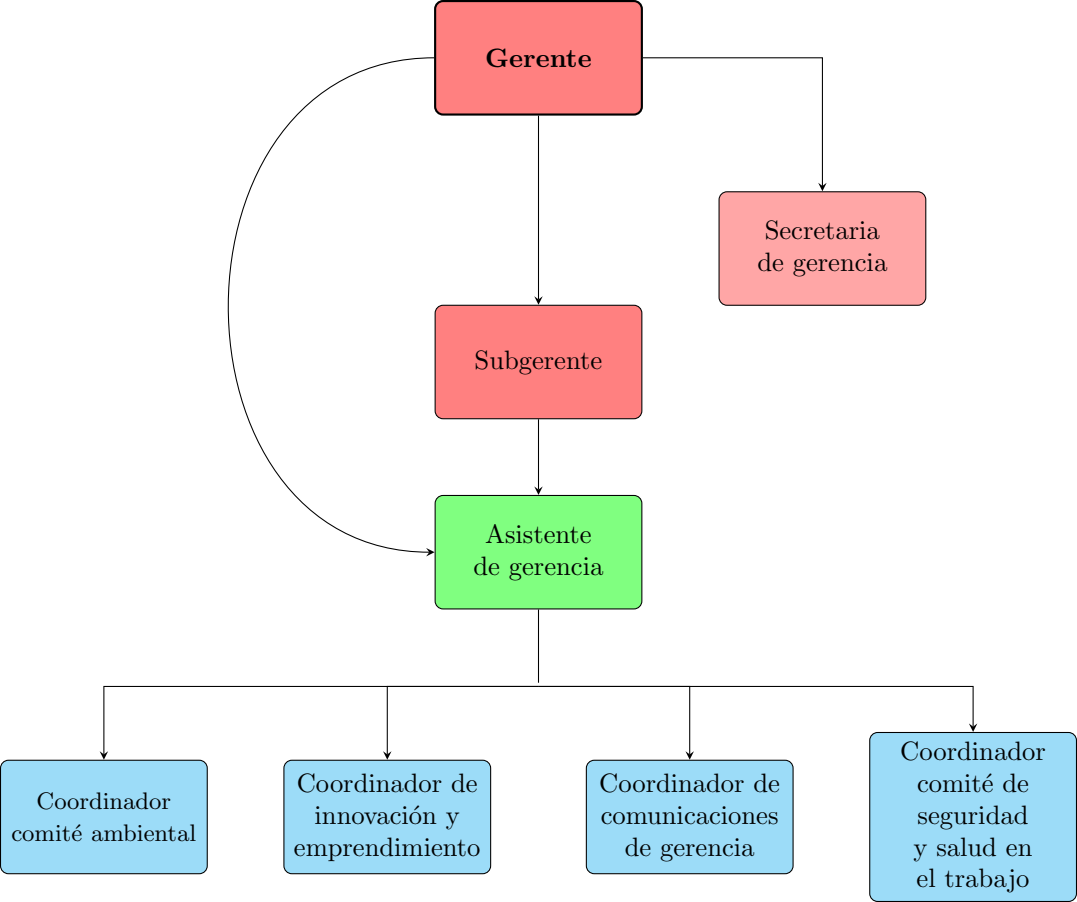 Gerente
Secretaria
de gerencia
Subgerente
Asistente
de gerencia
Coordinador
comité ambiental
Coordinador de
innovación y
emprendimiento
Coordinador de
comunicaciones
de gerencia
Coordinador
comité de
seguridad
y salud en
el trabajo